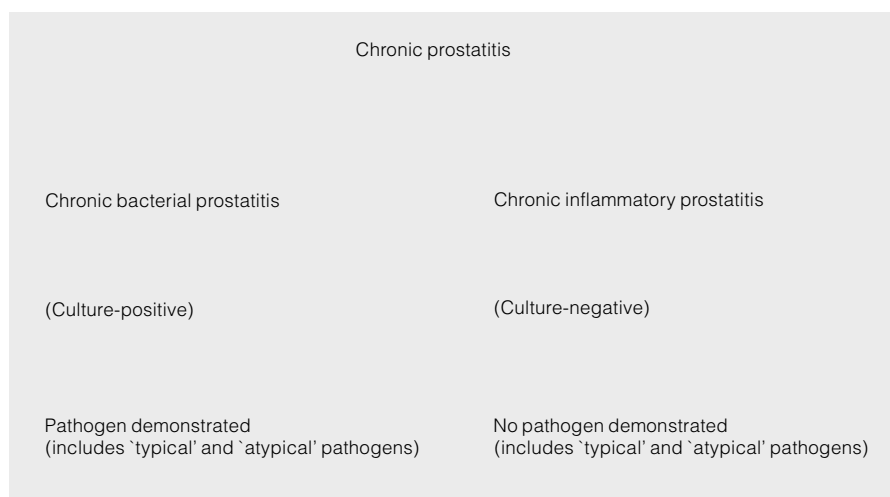 Chronic prostatitis
Chronic bacterial prostatitis
Chronic inflammatory prostatitis
(Culture-positive)
(Culture-negative)
Pathogen demonstrated
(includes `typical' and `atypical' pathogens)
No pathogen demonstrated
(includes `typical' and `atypical' pathogens)